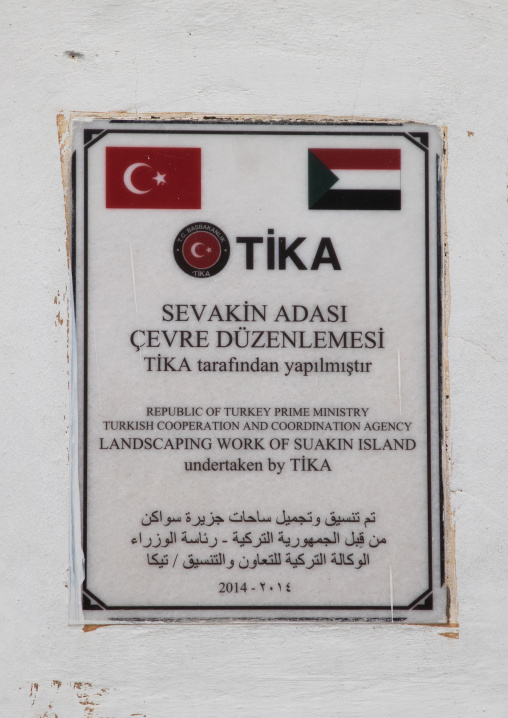 T.C. BAŞBAKANLIK
TİKA
TİKA
SEVAKİN ADASI
ÇEVRE DÜZENLEMESİ
TİKA tarafından yapılmıştır
REPUBLIC OF TURKEY PRIME MINISTRY
TURKISH COOPERATION AND COORDINATION AGENCY
LANDSCAPING WORK OF SUAKIN ISLAND
undertaken by TİKA
تم تنسيق وتجميل ساحات جزيرة سواكن
من قبل الجمهورية التركية - رئاسة الوزراء
الوكالة التركية للتعاون والتنسيق / تيكا
2014 - ٢٠١٤